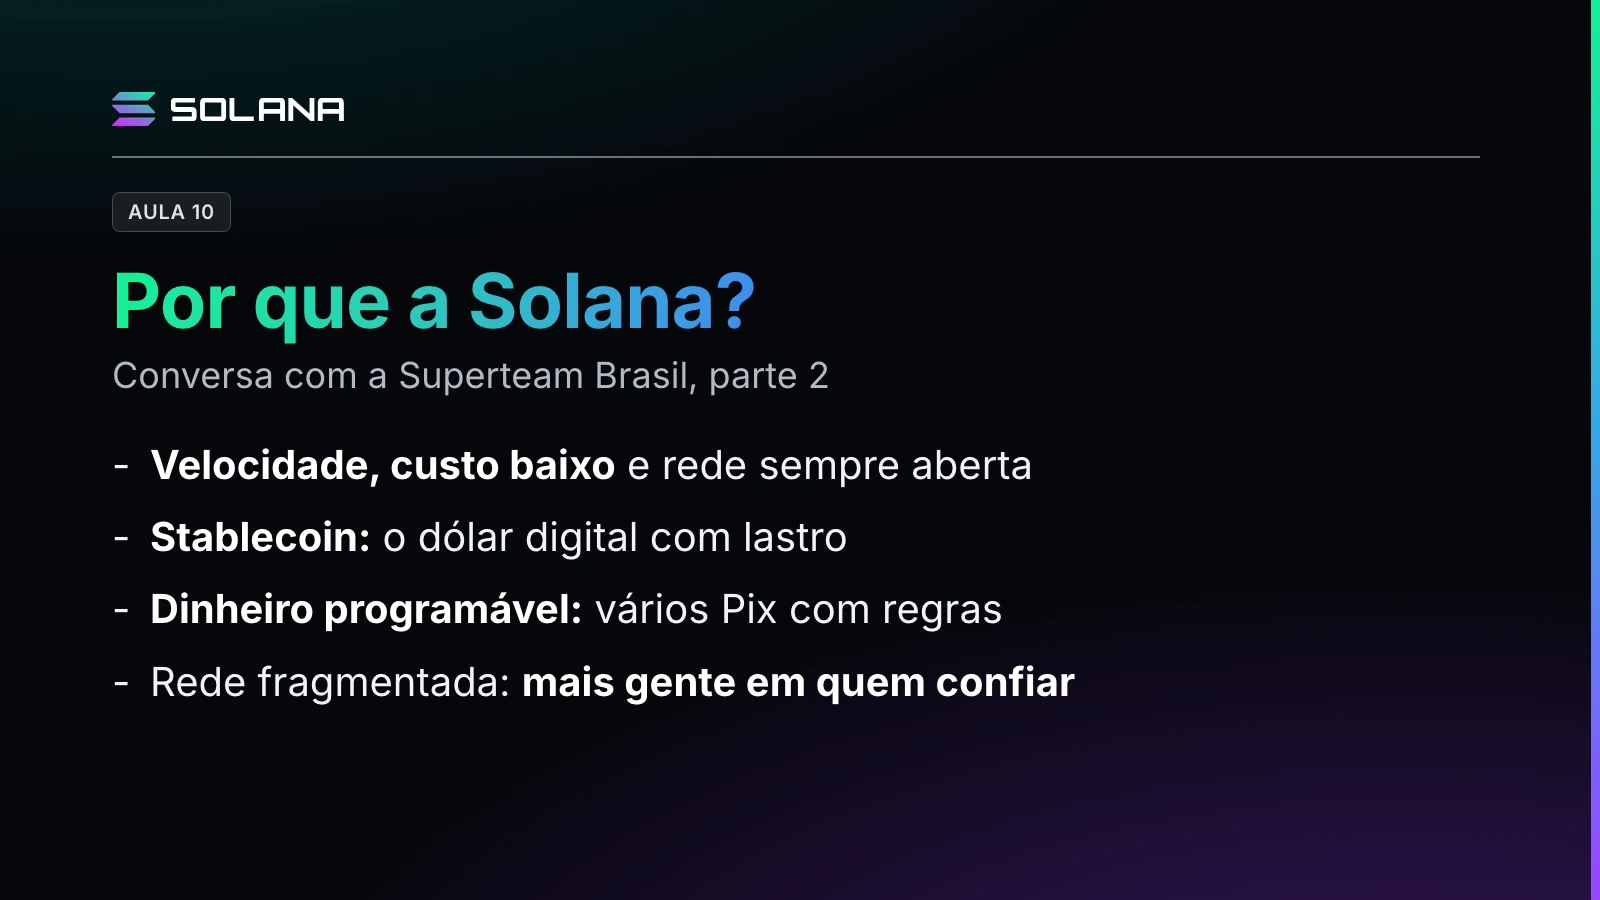 SOLANA
AULA 10
Por que a Solana?
Conversa com a Superteam Brasil, parte 2
- Velocidade, custo baixo e rede sempre aberta
- Stablecoin: o dólar digital com lastro
- Dinheiro programável: vários Pix com regras
- Rede fragmentada: mais gente em quem confiar